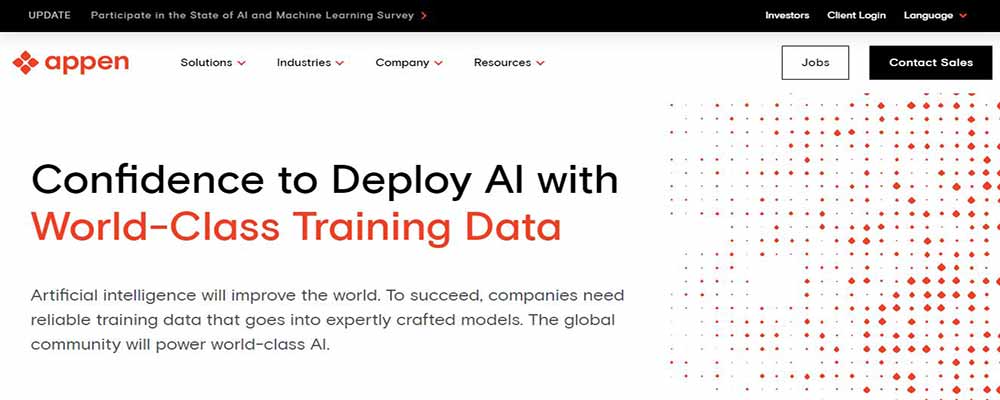 UPDATE Participate in the State of AI and Machine Learning Survey
Investors Client Login Language
appen Solutions Industries Company Resources Jobs Contact Sales
Confidence to Deploy AI with
World-Class Training Data
Artificial intelligence will improve the world. To succeed, companies need
reliable training data that goes into expertly crafted models. The global
community will power world-class AI.